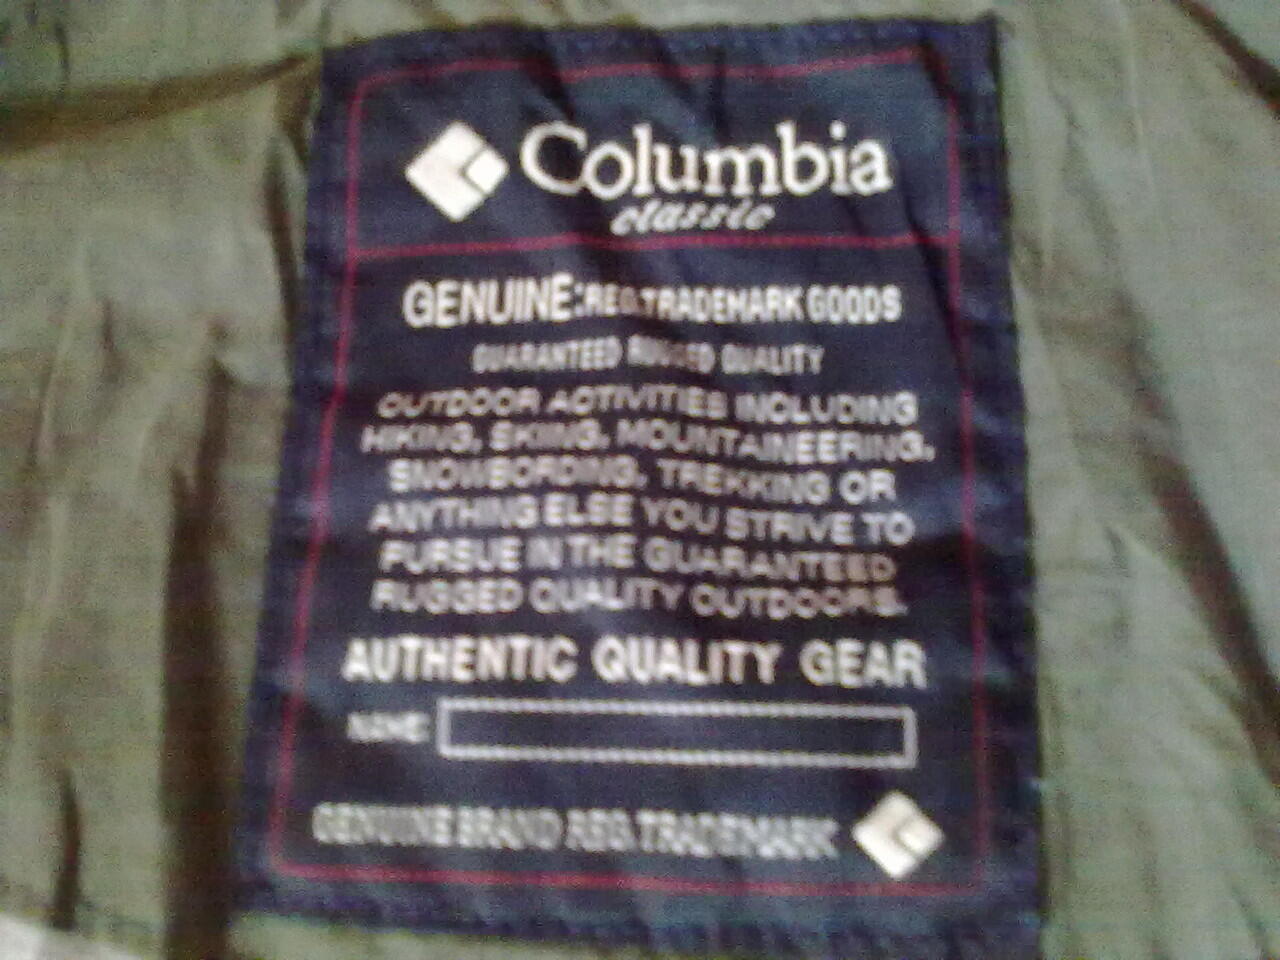 Columbia
classic
GENUINE:REG.TRADEMARK GOODS
GUARANTEED RUGGED QUALITY
OUTDOOR ACTIVITIES INCLUDING
HIKING, SKIING, MOUNTAINEERING,
SNOWBORDING, TREKKING OR
ANYTHING ELSE YOU STRIVE TO
PURSUE IN THE GUARANTEED
RUGGED QUALITY OUTDOORS.
AUTHENTIC QUALITY GEAR
NAME:
GENUINE BRAND REG.TRADEMARK